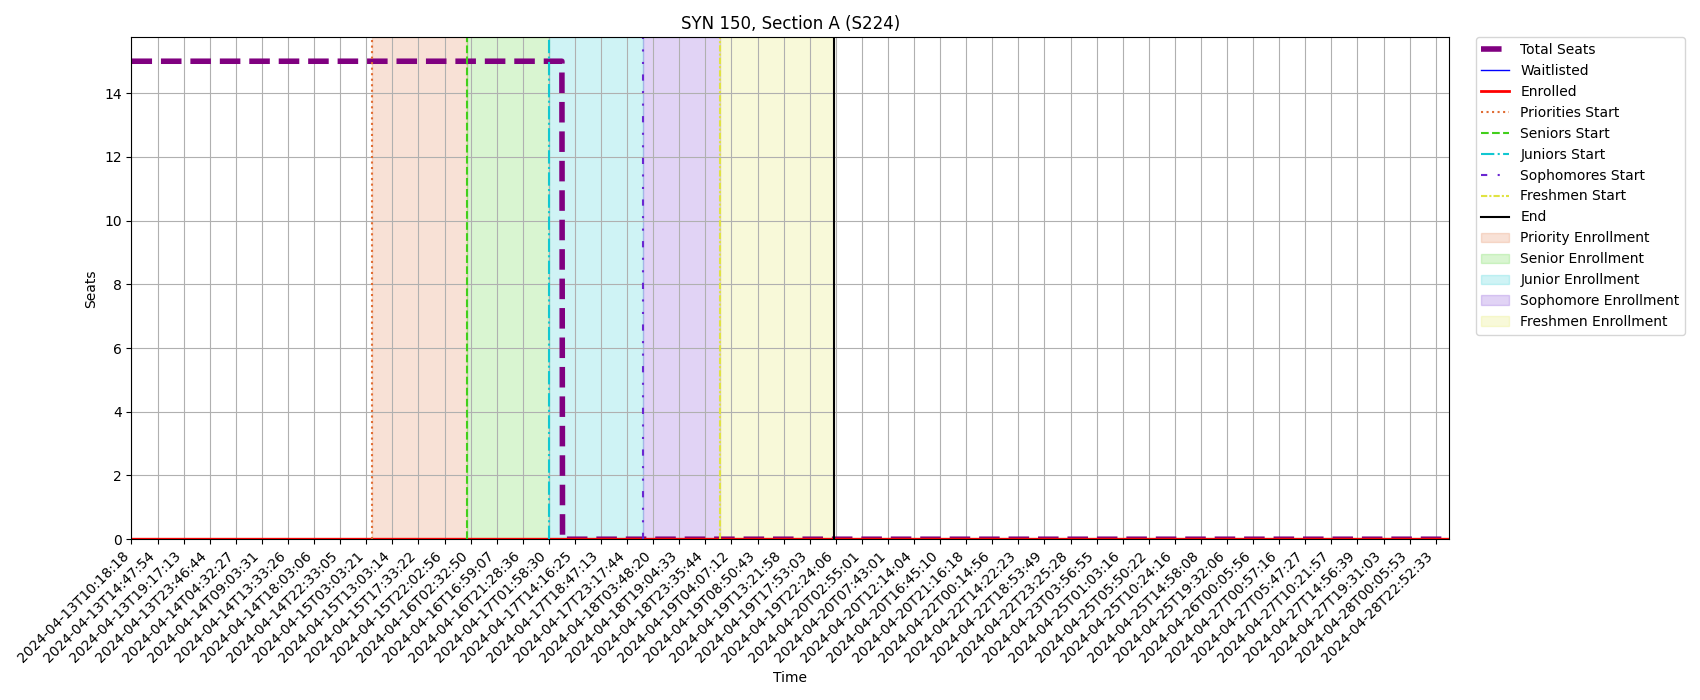 SYN 150, Section A (S224)
Total Seats
Waitlisted
Enrolled
Priorities Start
Seniors Start
Juniors Start
Sophomores Start
Freshmen Start
End
Priority Enrollment
Senior Enrollment
Junior Enrollment
Sophomore Enrollment
Freshmen Enrollment
Seats
14
12
10
8
6
4
2
0
2024-04-13T10:18:18
2024-04-13T14:47:54
2024-04-13T19:17:13
2024-04-13T23:46:44
2024-04-14T04:32:27
2024-04-14T09:03:31
2024-04-14T13:33:26
2024-04-14T18:03:06
2024-04-14T22:33:05
2024-04-15T03:03:21
2024-04-15T13:03:14
2024-04-15T17:33:22
2024-04-15T22:02:56
2024-04-16T02:32:50
2024-04-16T16:59:07
2024-04-16T21:28:36
2024-04-17T01:58:30
2024-04-17T14:16:25
2024-04-17T18:47:13
2024-04-17T23:17:44
2024-04-18T03:48:20
2024-04-18T19:04:33
2024-04-18T23:35:44
2024-04-19T04:07:12
2024-04-19T08:50:43
2024-04-19T13:21:58
2024-04-19T17:53:03
2024-04-19T22:24:06
2024-04-20T02:55:01
2024-04-20T07:43:01
2024-04-20T12:14:04
2024-04-20T16:45:10
2024-04-20T21:16:18
2024-04-22T00:14:56
2024-04-22T14:22:23
2024-04-22T18:53:49
2024-04-22T23:25:28
2024-04-23T03:56:55
2024-04-25T01:03:16
2024-04-25T05:50:22
2024-04-25T10:24:16
2024-04-25T14:58:08
2024-04-25T19:32:06
2024-04-26T00:05:56
2024-04-27T00:57:16
2024-04-27T05:47:27
2024-04-27T10:21:57
2024-04-27T14:56:39
2024-04-27T19:31:03
2024-04-28T00:05:53
2024-04-28T22:52:33
Time